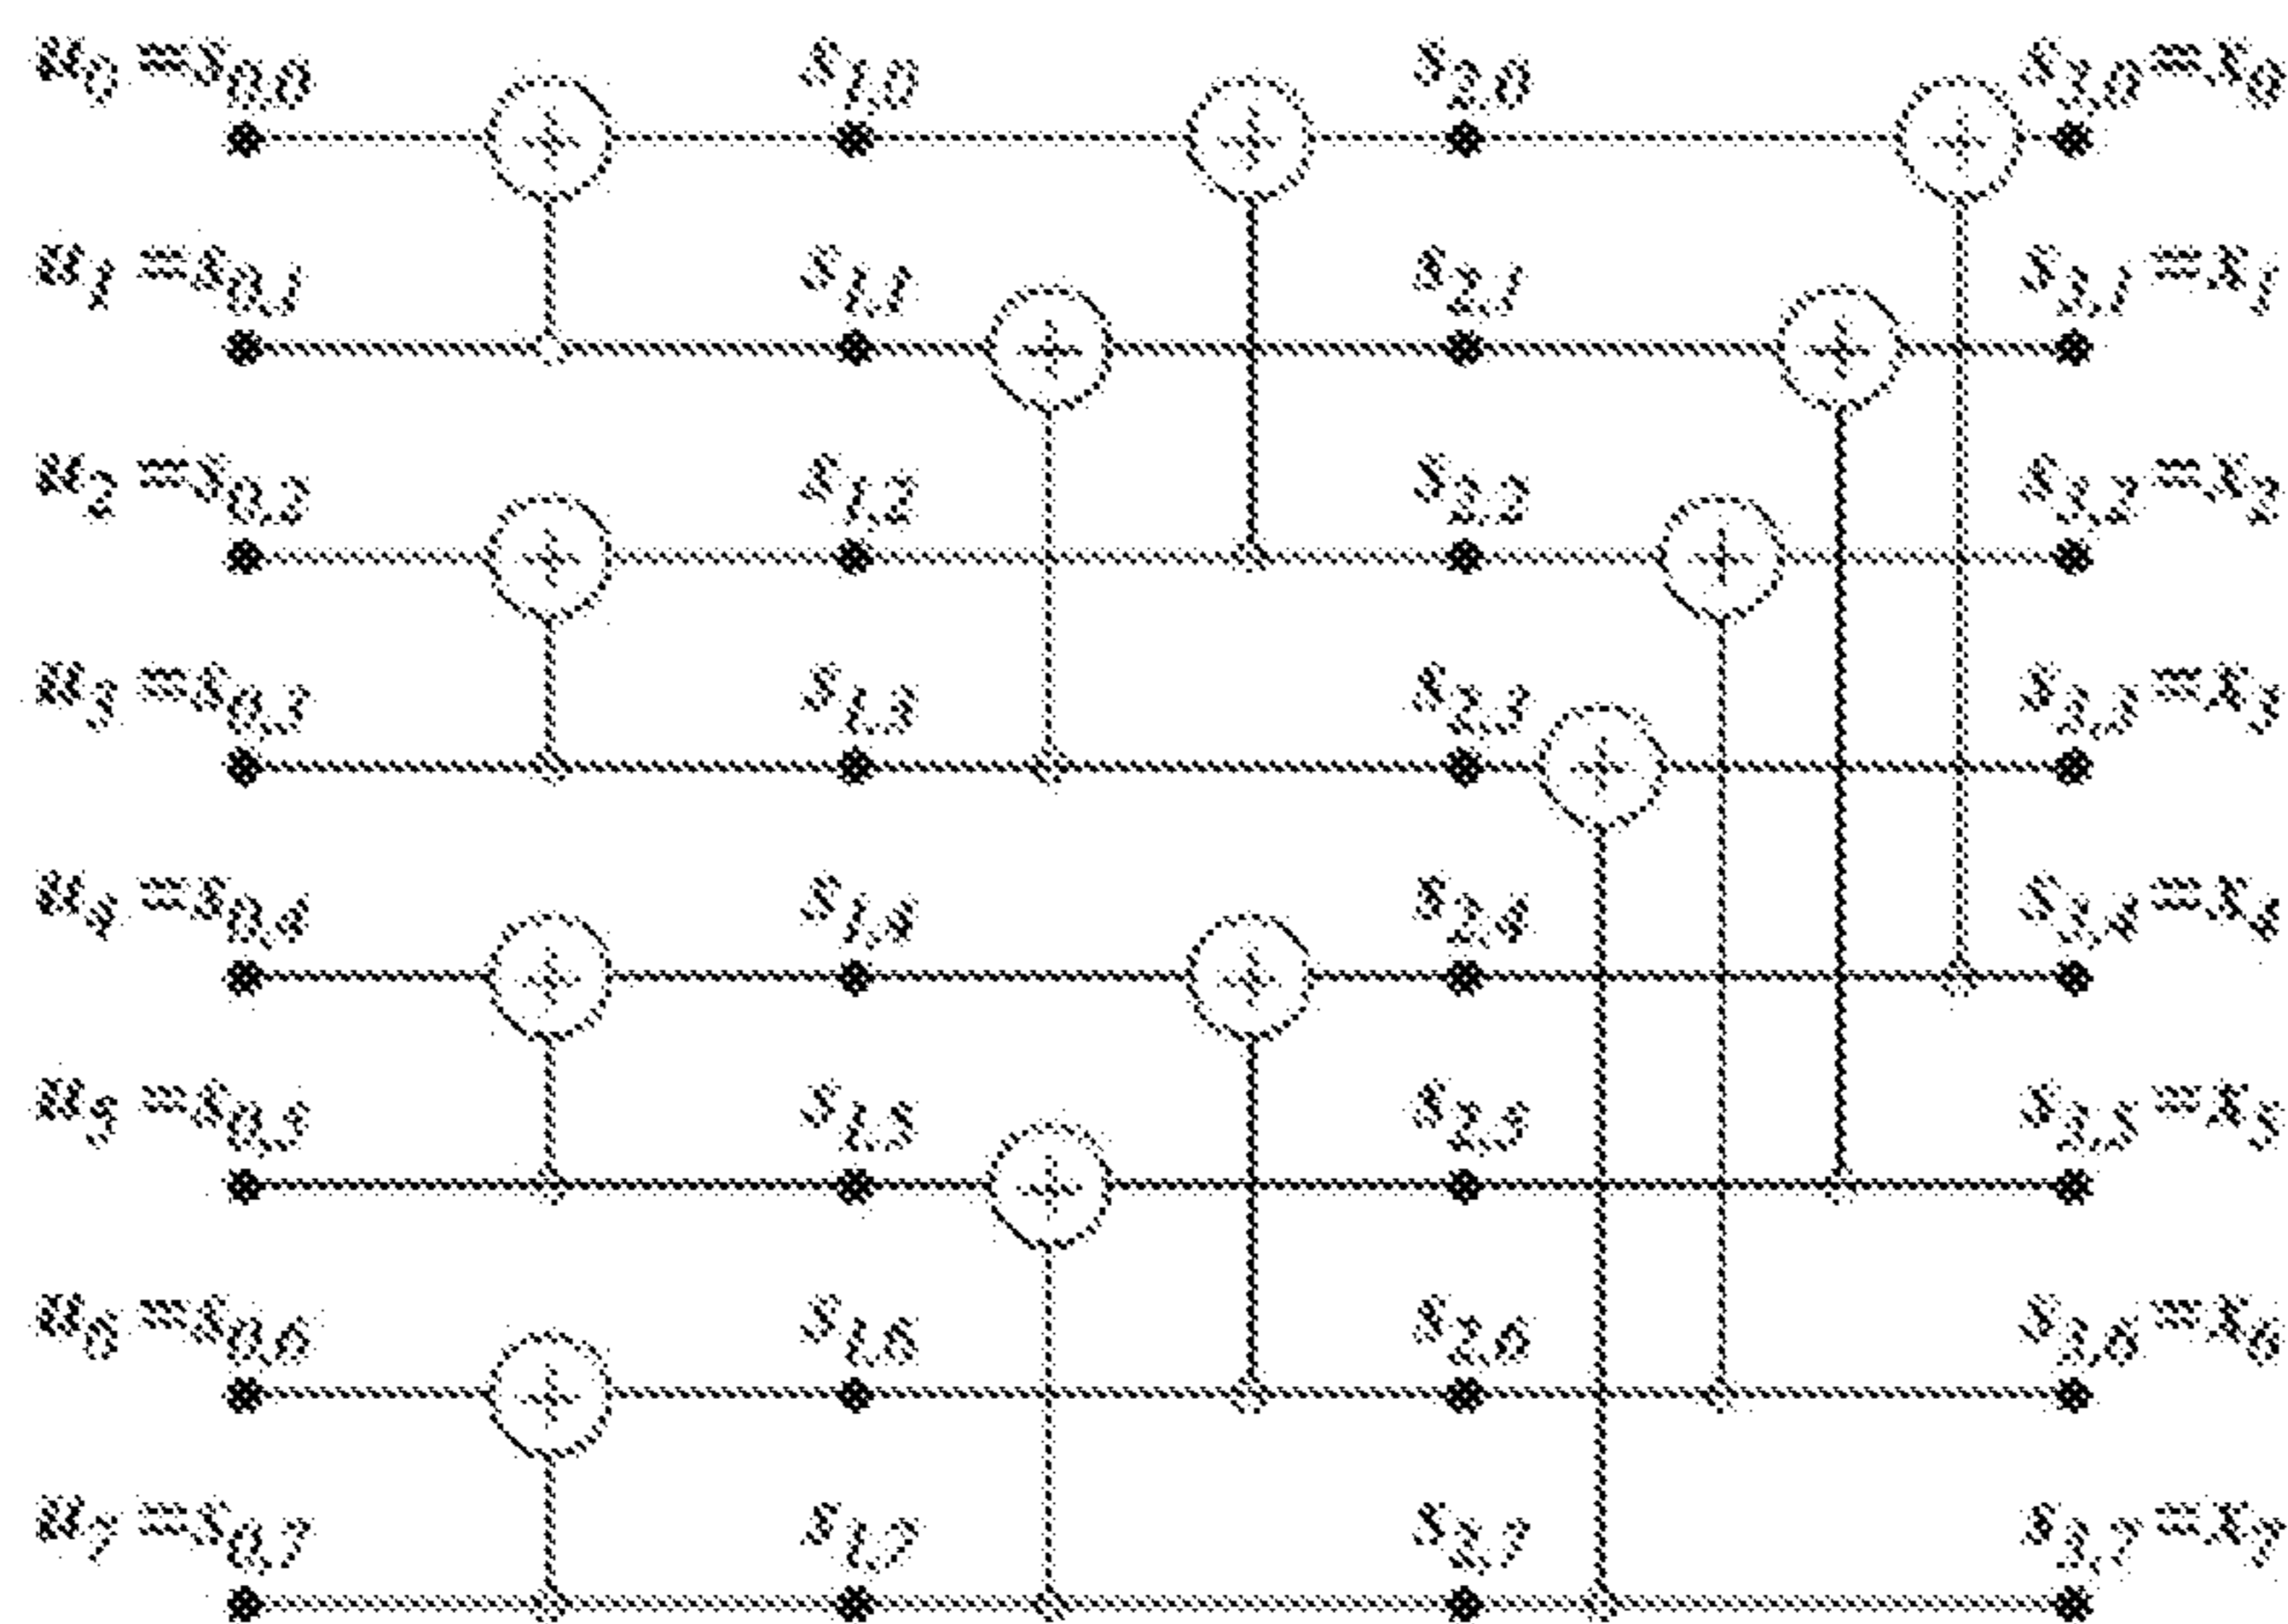 u₀ =s₀,₀ s₁,₀ s₂,₀ s₃,₀=x₀
u₁ =s₀,₁ s₁,₁ s₂,₁ s₃,₁=x₁
u₂ =s₀,₂ s₁,₂ s₂,₂ s₃,₂=x₂
u₃ =s₀,₃ s₁,₃ s₂,₃ s₃,₃=x₃
u₄ =s₀,₄ s₁,₄ s₂,₄ s₃,₄=x₄
u₅ =s₀,₅ s₁,₅ s₂,₅ s₃,₅=x₅
u₆ =s₀,₆ s₁,₆ s₂,₆ s₃,₆=x₆
u₇ =s₀,₇ s₁,₇ s₂,₇ s₃,₇=x₇